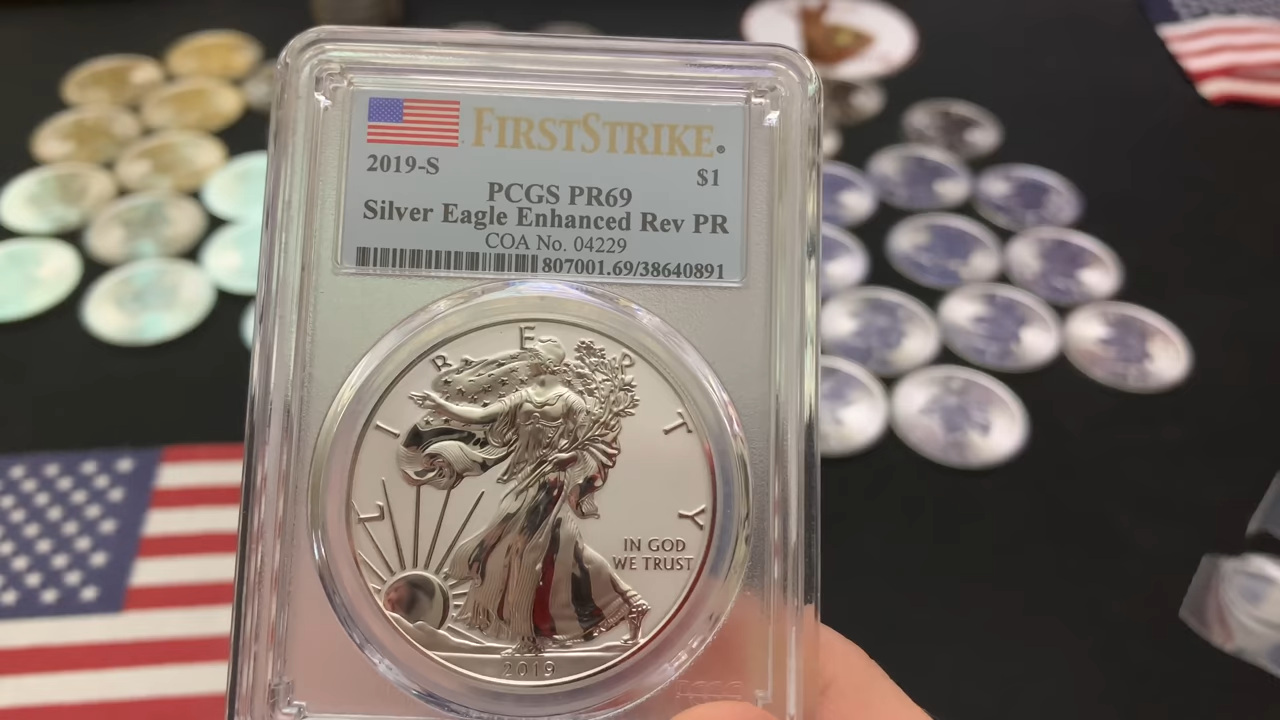 FIRSTSTRIKE®
2019-S
$1
PCGS PR69
Silver Eagle Enhanced Rev PR
COA No. 04229
807001.69/38640891
LIBERTY
IN GOD
WE TRUST
2019